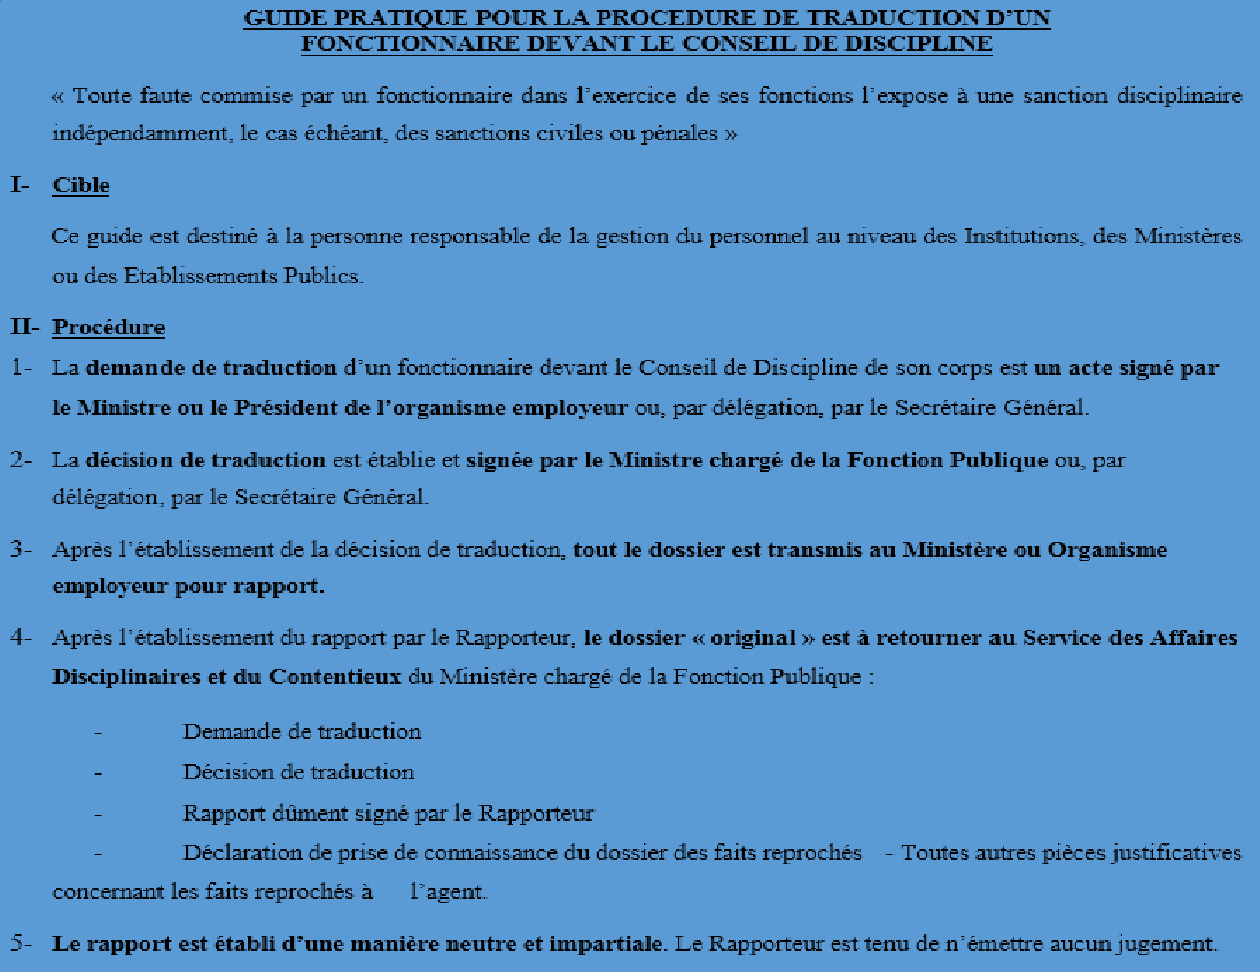 GUIDE PRATIQUE POUR LA PROCEDURE DE TRADUCTION D’UN
FONCTIONNAIRE DEVANT LE CONSEIL DE DISCIPLINE
« Toute faute commise par un fonctionnaire dans l’exercice de ses fonctions l’expose à une sanction disciplinaire
indépendamment, le cas échéant, des sanctions civiles ou pénales »
I- Cible
Ce guide est destiné à la personne responsable de la gestion du personnel au niveau des Institutions, des Ministères
ou des Etablissements Publics.
II- Procédure
1- La demande de traduction d’un fonctionnaire devant le Conseil de Discipline de son corps est un acte signé par
le Ministre ou le Président de l’organisme employeur ou, par délégation, par le Secrétaire Général.
2- La décision de traduction est établie et signée par le Ministre chargé de la Fonction Publique ou, par
délégation, par le Secrétaire Général.
3- Après l’établissement de la décision de traduction, tout le dossier est transmis au Ministère ou Organisme
employeur pour rapport.
4- Après l’établissement du rapport par le Rapporteur, le dossier « original » est à retourner au Service des Affaires
Disciplinaires et du Contentieux du Ministère chargé de la Fonction Publique :
- Demande de traduction
- Décision de traduction
- Rapport dûment signé par le Rapporteur
- Déclaration de prise de connaissance du dossier des faits reprochés - Toutes autres pièces justificatives
concernant les faits reprochés à l’agent.
5- Le rapport est établi d’une manière neutre et impartiale. Le Rapporteur est tenu de n’émettre aucun jugement.